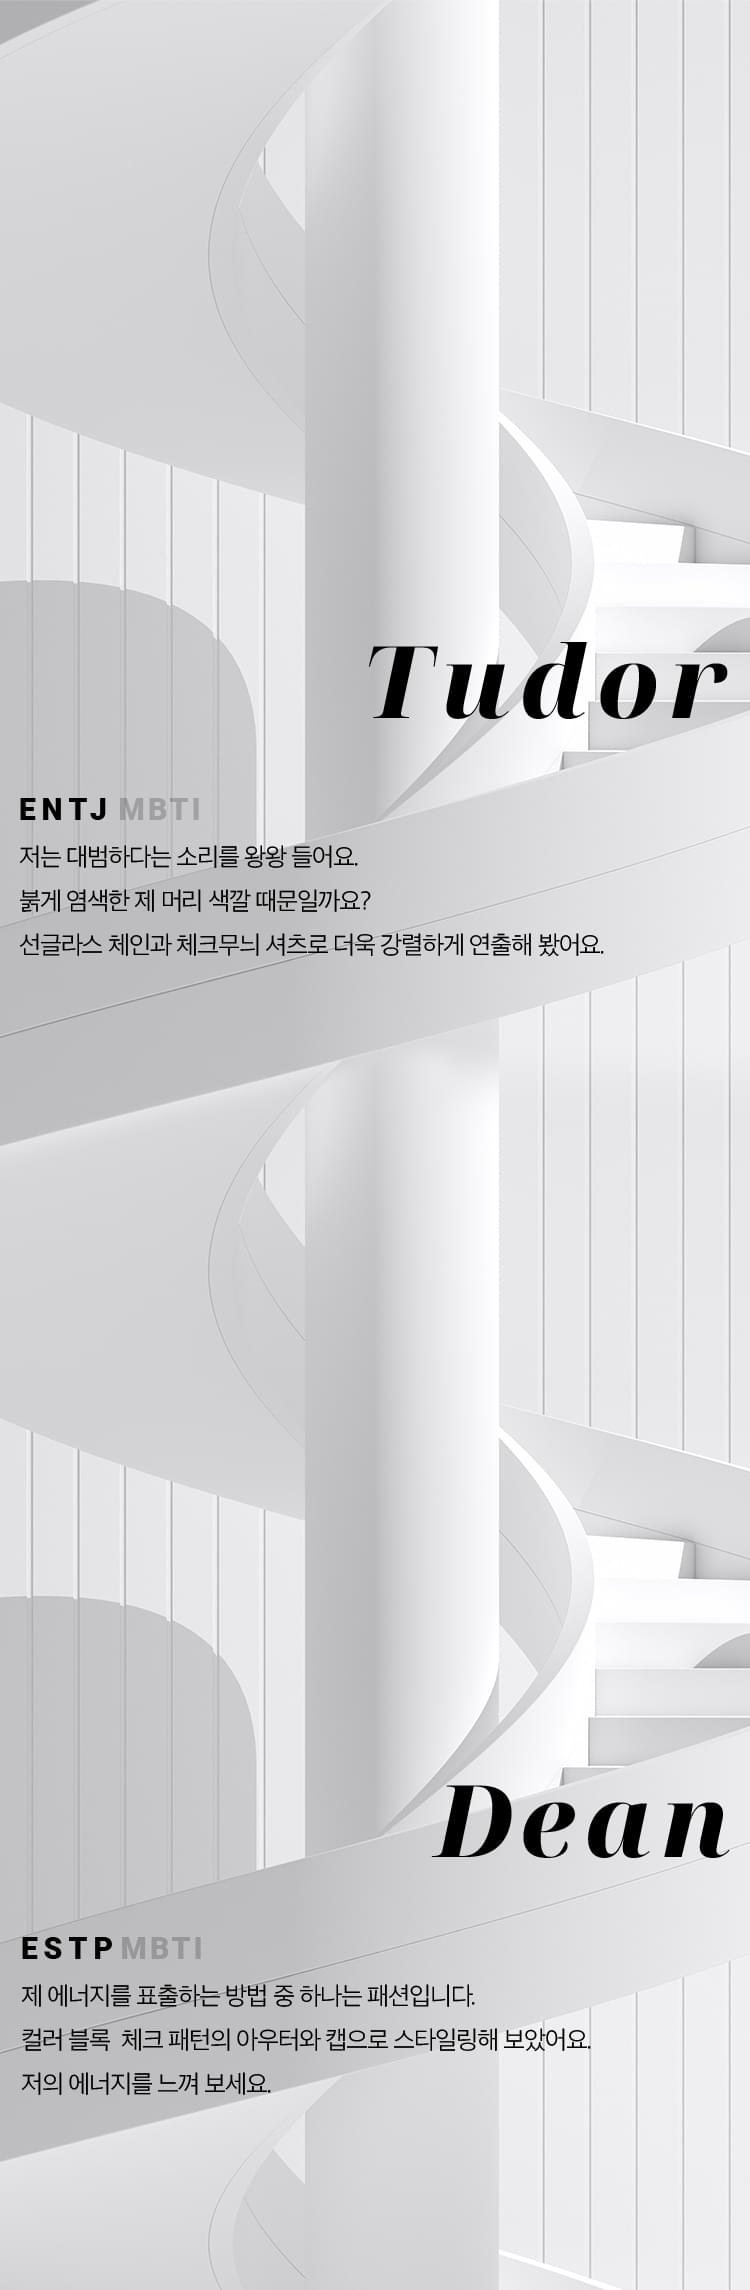 Tudor
ENTJ MBTI
저는 대범하다는 소리를 왕왕 들어요.
붉게 염색한 제 머리 색깔 때문일까요?
선글라스 체인과 체크무늬 셔츠로 더욱 강렬하게 연출해 봤어요.
Dean
ESTP MBTI
제 에너지를 표출하는 방법 중 하나는 패션입니다.
컬러 블록 체크 패턴의 아우터와 캡으로 스타일링해 보았어요.
저의 에너지를 느껴 보세요.